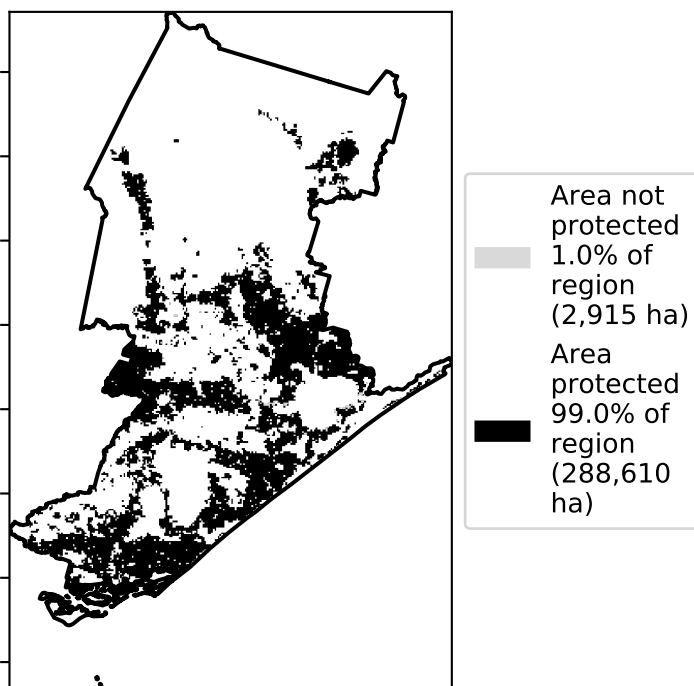 Area not
protected
1.0% of
region
(2,915 ha)
Area
protected
99.0% of
region
(288,610
ha)